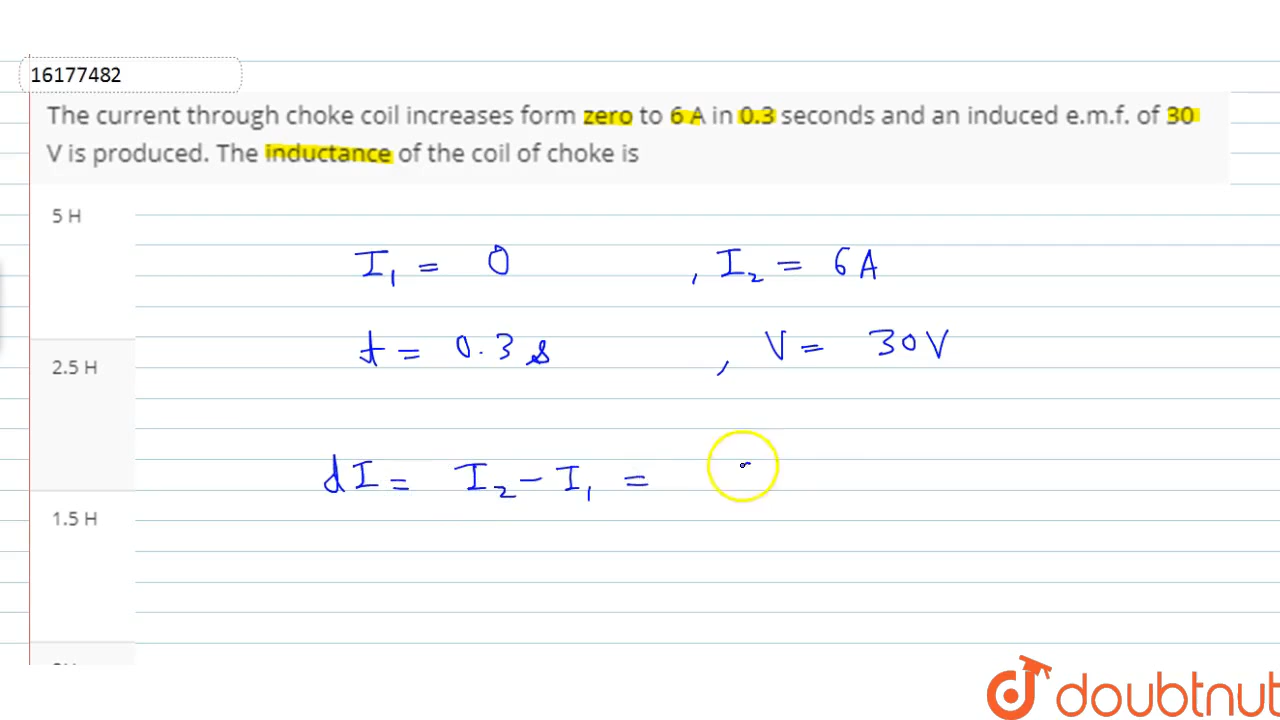 16177482
The current through choke coil increases form zero to 6 A in 0.3 seconds and an induced e.m.f. of 30
V is produced. The inductance of the coil of choke is
5 H
I₁ = 0 , I₂ = 6A
t = 0.3 s , V = 30V
2.5 H
dI = I₂ - I₁ =
1.5 H
doubtnut